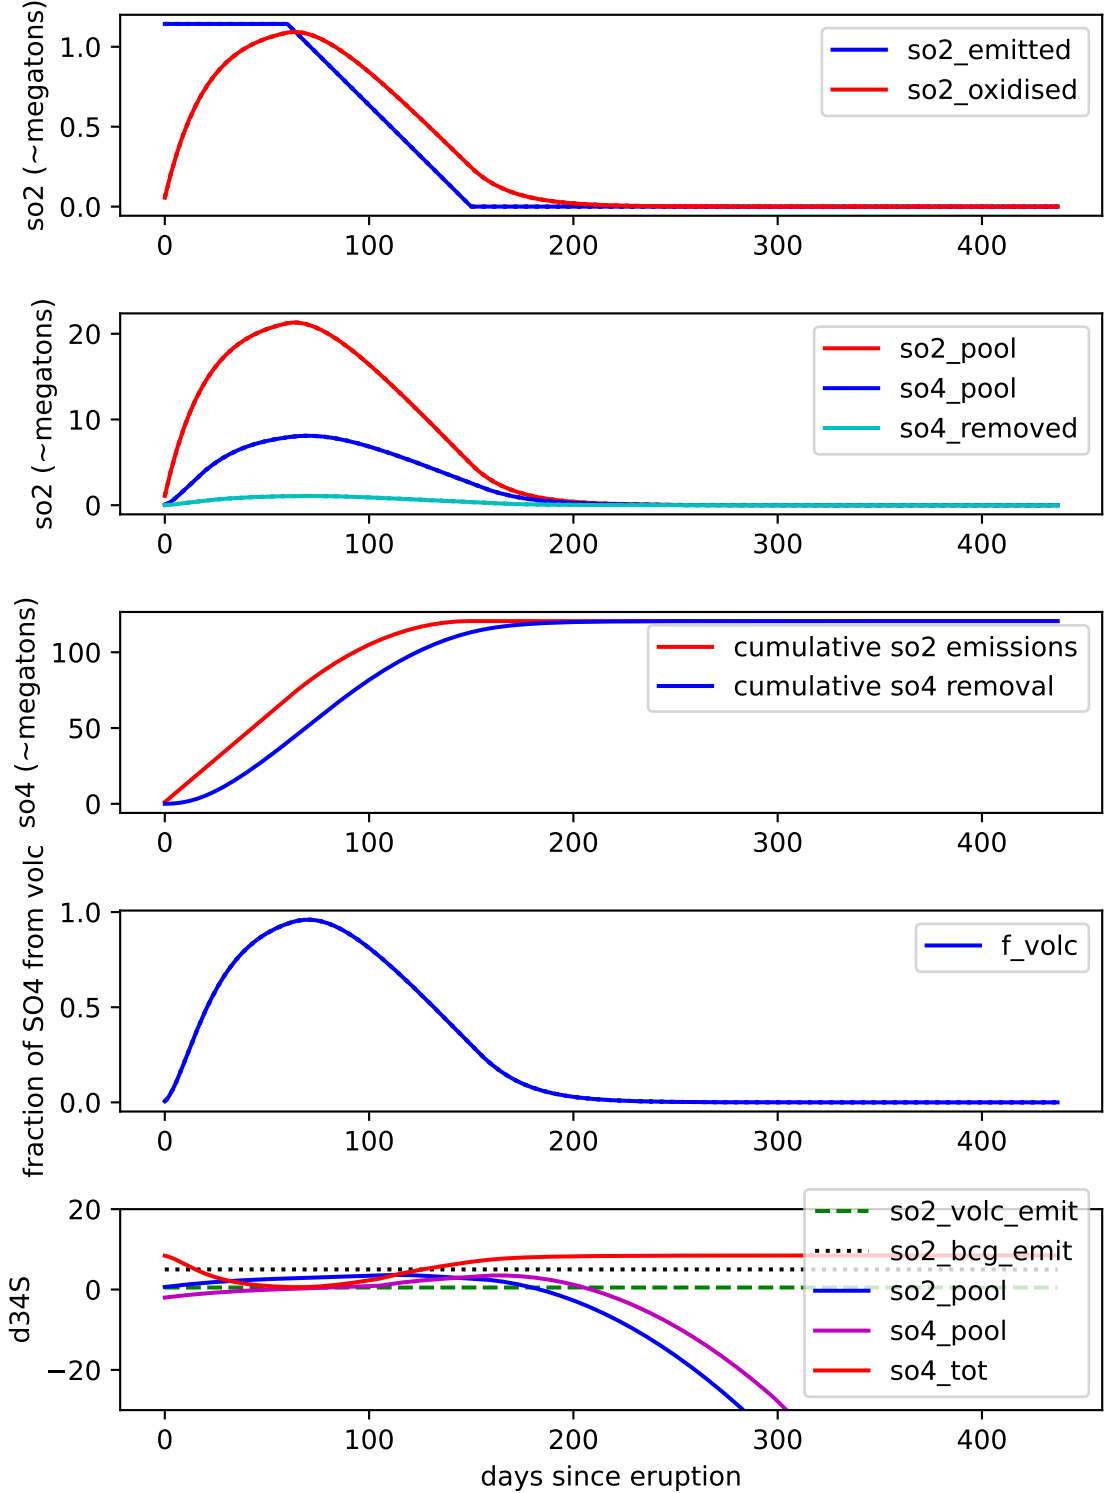 so2 (~megatons)
1.0
0.5
0.0
so2_emitted
so2_oxidised
0 100 200 300 400
so2 (~megatons)
20
10
0
so2_pool
so4_pool
so4_removed
0 100 200 300 400
so4 (~megatons)
100
50
0
cumulative so2 emissions
cumulative so4 removal
0 100 200 300 400
fraction of SO4 from volc
1.0
0.5
0.0
f_volc
0 100 200 300 400
d34S
20
0
−20
so2_volc_emit
so2_bcg_emit
so2_pool
so4_pool
so4_tot
0 100 200 300 400
days since eruption